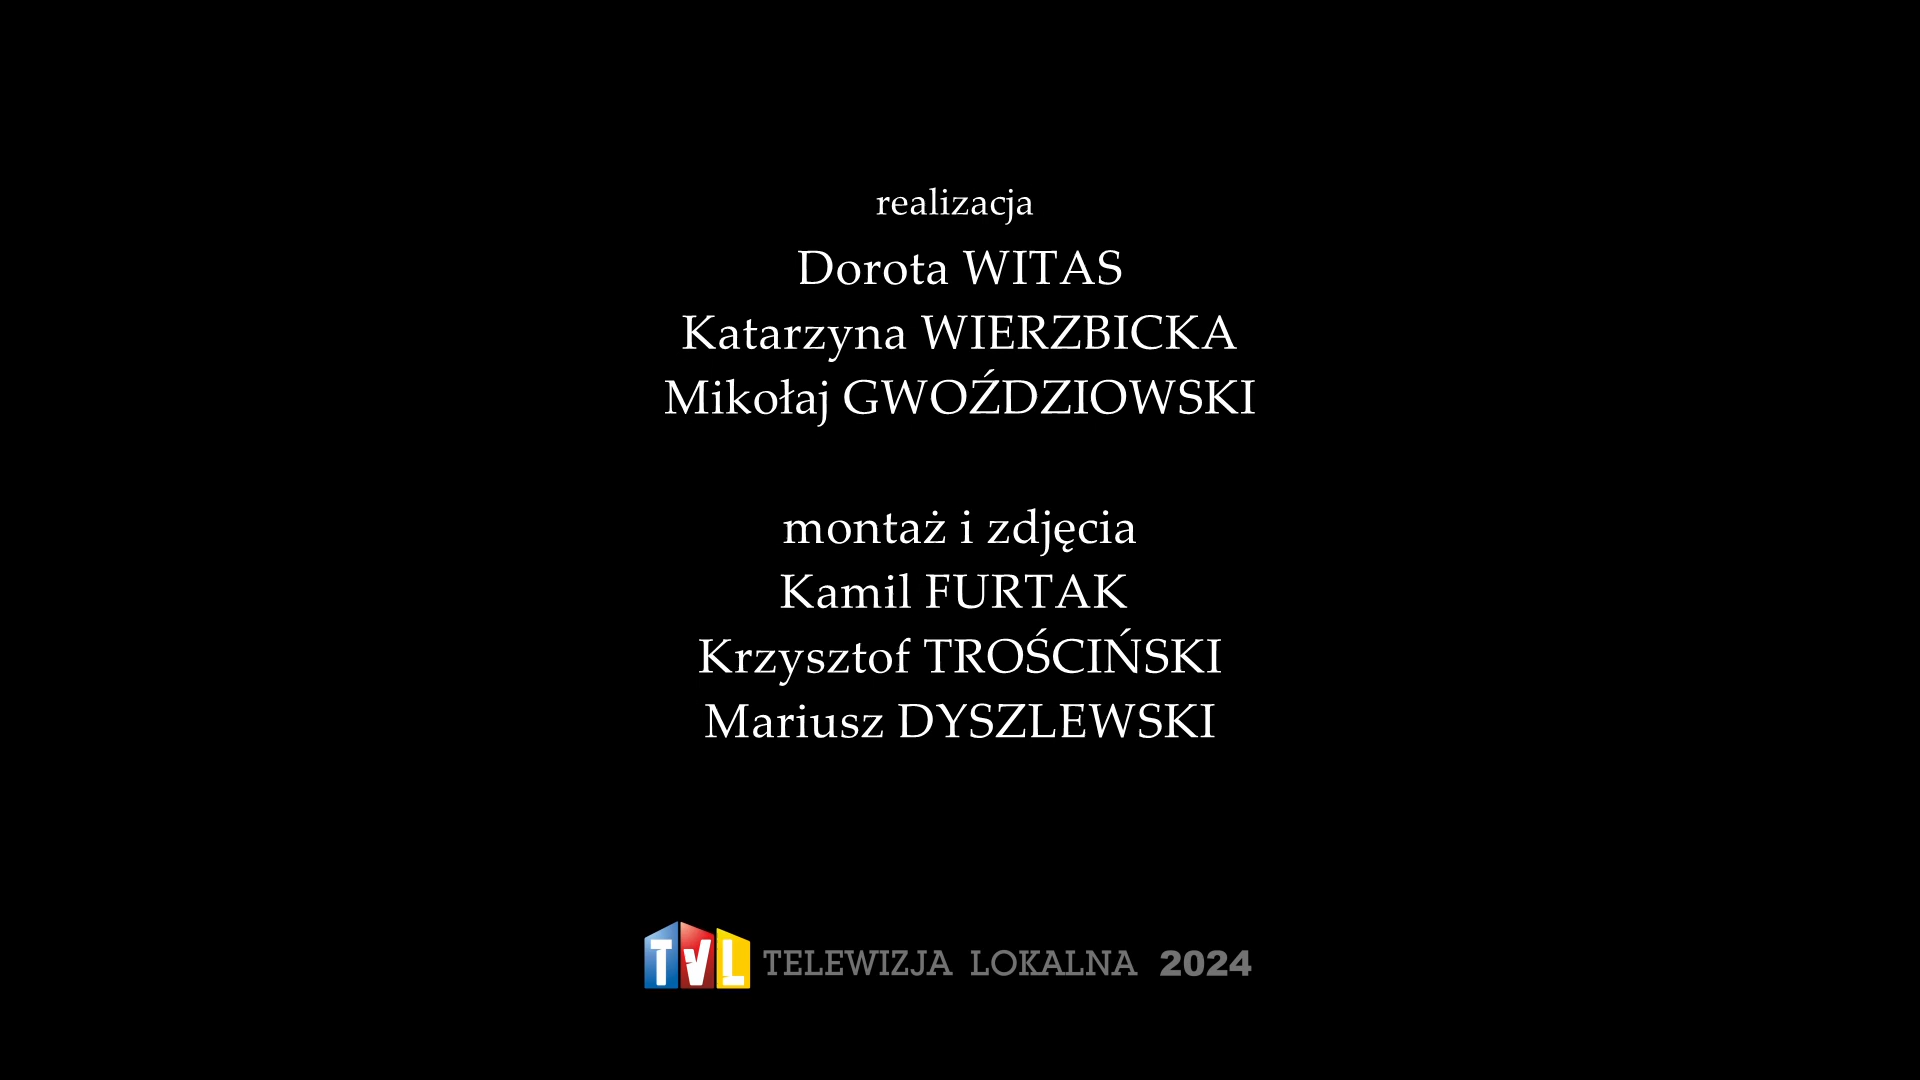 realizacja
Dorota WITAS
Katarzyna WIERZBICKA
Mikołaj GWOŹDZIOWSKI
montaż i zdjęcia
Kamil FURTAK
Krzysztof TROŚCIŃSKI
Mariusz DYSZLEWSKI
TVL TELEWIZJA LOKALNA 2024